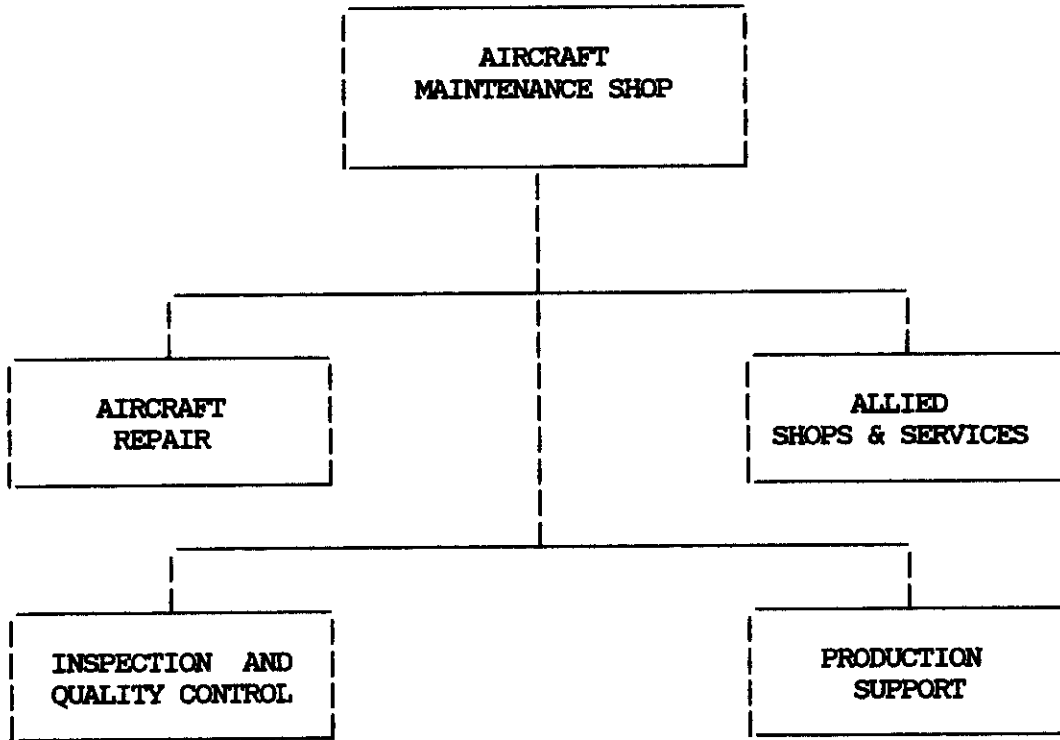 AIRCRAFT
MAINTENANCE SHOP
AIRCRAFT
REPAIR
ALLIED
SHOPS & SERVICES
INSPECTION AND
QUALITY CONTROL
PRODUCTION
SUPPORT